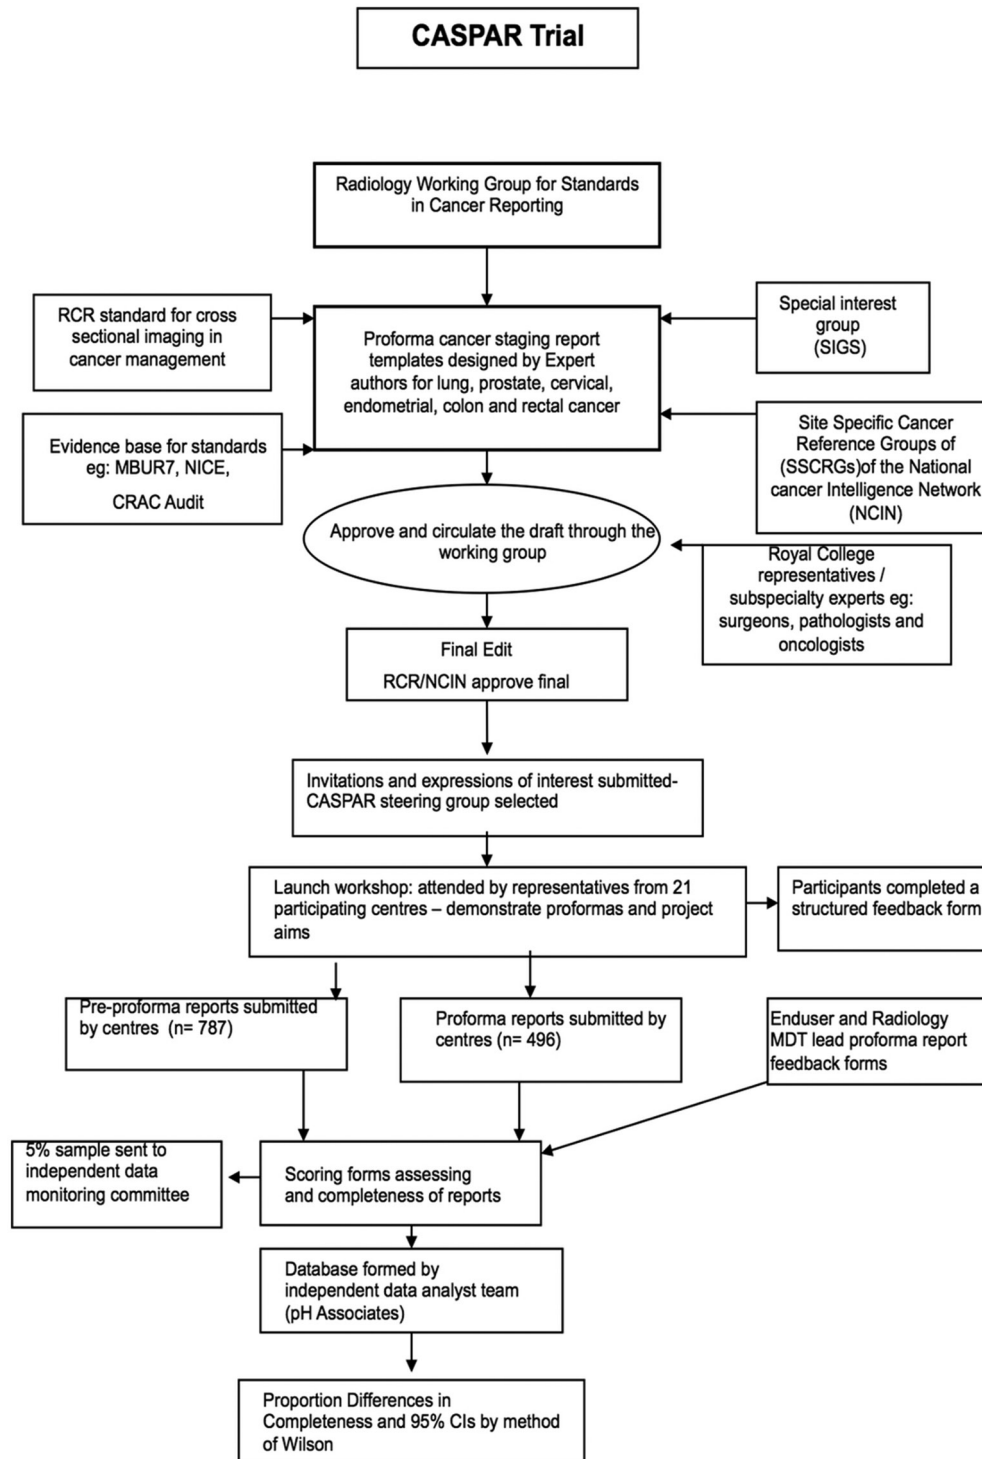 CASPAR Trial
Radiology Working Group for Standards
in Cancer Reporting
RCR standard for cross
sectional imaging in
cancer management
Proforma cancer staging report
templates designed by Expert
authors for lung, prostate, cervical,
endometrial, colon and rectal cancer
Special interest
group
(SIGS)
Evidence base for standards
eg: MBUR7, NICE,
CRAC Audit
Site Specific Cancer
Reference Groups of
(SSCRGs)of the National
cancer Intelligence Network
(NCIN)
Approve and circulate the draft through the
working group
Royal College
representatives /
subspecialty experts eg:
surgeons, pathologists and
oncologists
Final Edit
RCR/NCIN approve final
Invitations and expressions of interest submitted-
CASPAR steering group selected
Launch workshop: attended by representatives from 21
participating centres – demonstrate proformas and project
aims
Participants completed a
structured feedback form
Pre-proforma reports submitted
by centres (n= 787)
Proforma reports submitted by
centres (n= 496)
Enduser and Radiology
MDT lead proforma report
feedback forms
5% sample sent to
independent data
monitoring committee
Scoring forms assessing
and completeness of reports
Database formed by
independent data analyst team
(pH Associates)
Proportion Differences in
Completeness and 95% CIs by method
of Wilson